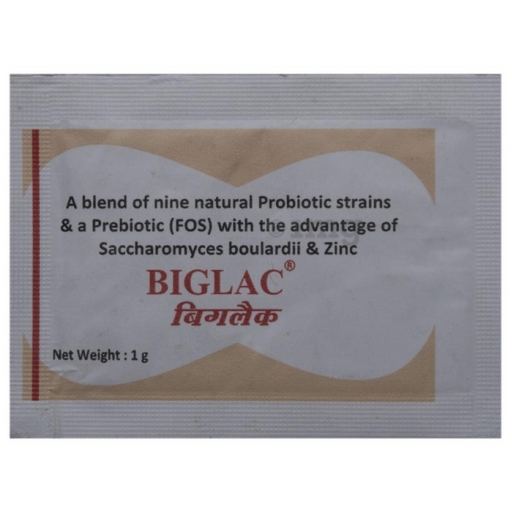 A blend of nine natural Probiotic strains
& a Prebiotic (FOS) with the advantage of
Saccharomyces boulardii & Zinc
BIGLAC®
बिगलैक
Net Weight : 1 g